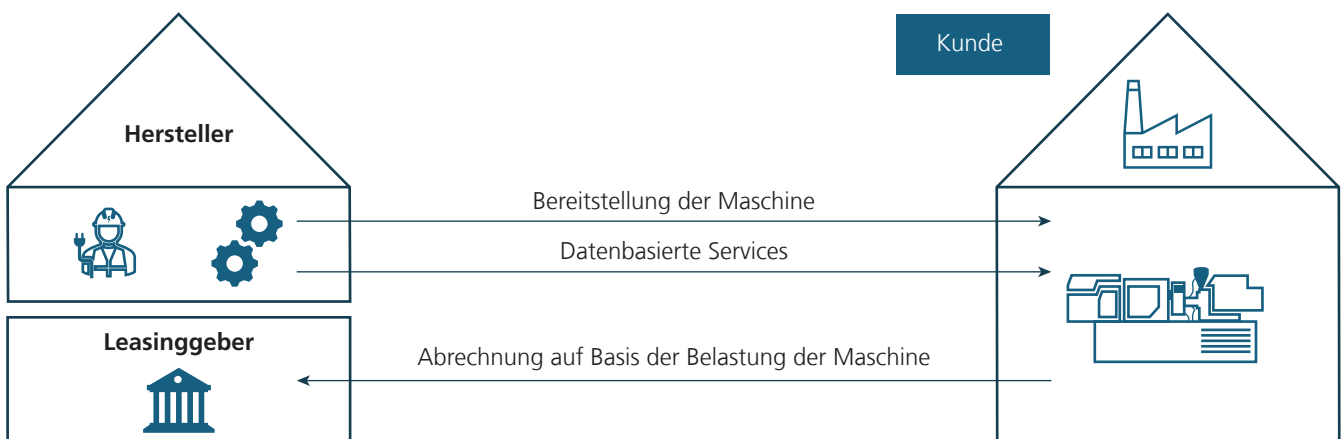 Kunde
Hersteller
Bereitstellung der Maschine
Datenbasierte Services
Leasinggeber
Abrechnung auf Basis der Belastung der Maschine